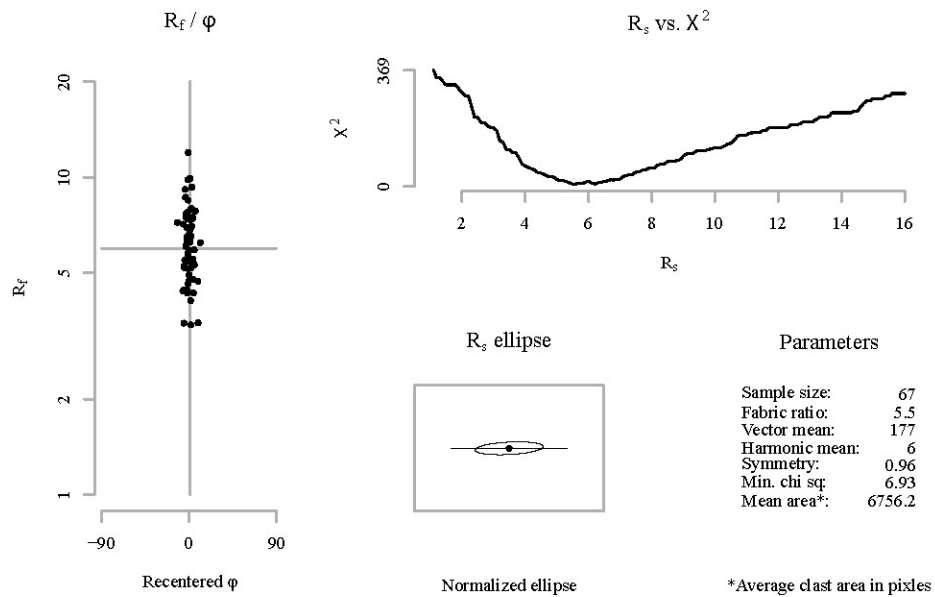 Rf / φ
20
10
5
2
1
Rf
−90
0
90
Recentered φ
Rs vs. X2
369
0
X2
2 4 6 8 10 12 14 16
Rs
Rs ellipse
Normalized ellipse
Parameters
Sample size: 67
Fabric ratio: 5.5
Vector mean: 177
Harmonic mean: 6
Symmetry: 0.96
Min. chi sq: 6.93
Mean area*: 6756.2
*Average clast area in pixles